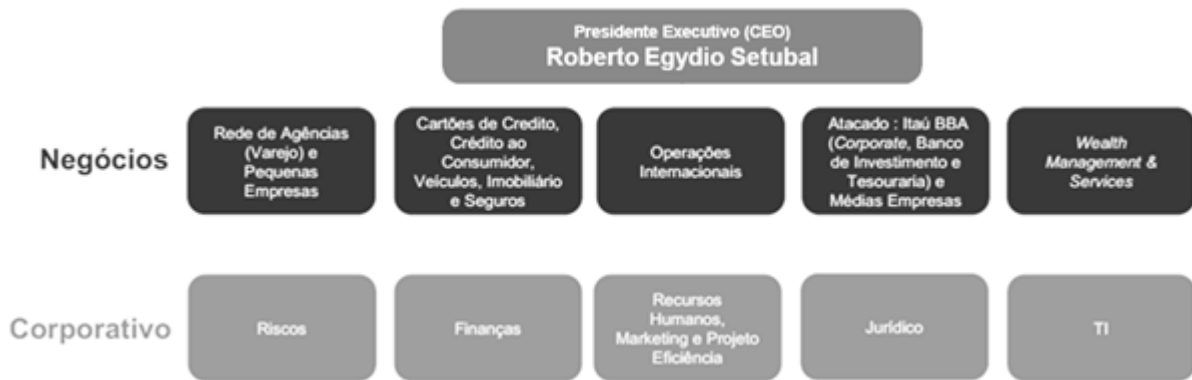 Presidente Executivo (CEO)
Roberto Egydio Setubal
Negócios
Rede de Agências
(Varejo) e
Pequenas
Empresas
Cartões de Credito,
Crédito ao
Consumidor,
Veículos, Imobiliário
e Seguros
Operações
Internacionais
Atacado : Itaú BBA
(Corporate, Banco
de Investimento e
Tesouraria) e
Médias Empresas
Wealth
Management &
Services
Corporativo
Riscos
Finanças
Recursos
Humanos,
Marketing e Projeto
Eficiência
Jurídico
TI